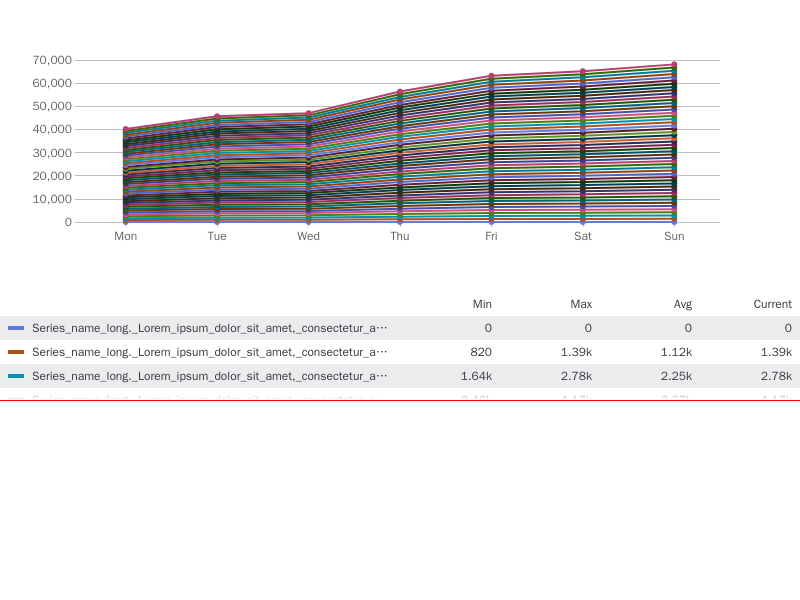 70,000
60,000
50,000
40,000
30,000
20,000
10,000
0
Mon Tue Wed Thu Fri Sat Sun
Min Max Avg Current
Series_name_long._Lorem_ipsum_dolor_sit_amet,_consectetur_a··· 0 0 0 0
Series_name_long._Lorem_ipsum_dolor_sit_amet,_consectetur_a··· 820 1.39k 1.12k 1.39k
Series_name_long._Lorem_ipsum_dolor_sit_amet,_consectetur_a··· 1.64k 2.78k 2.25k 2.78k